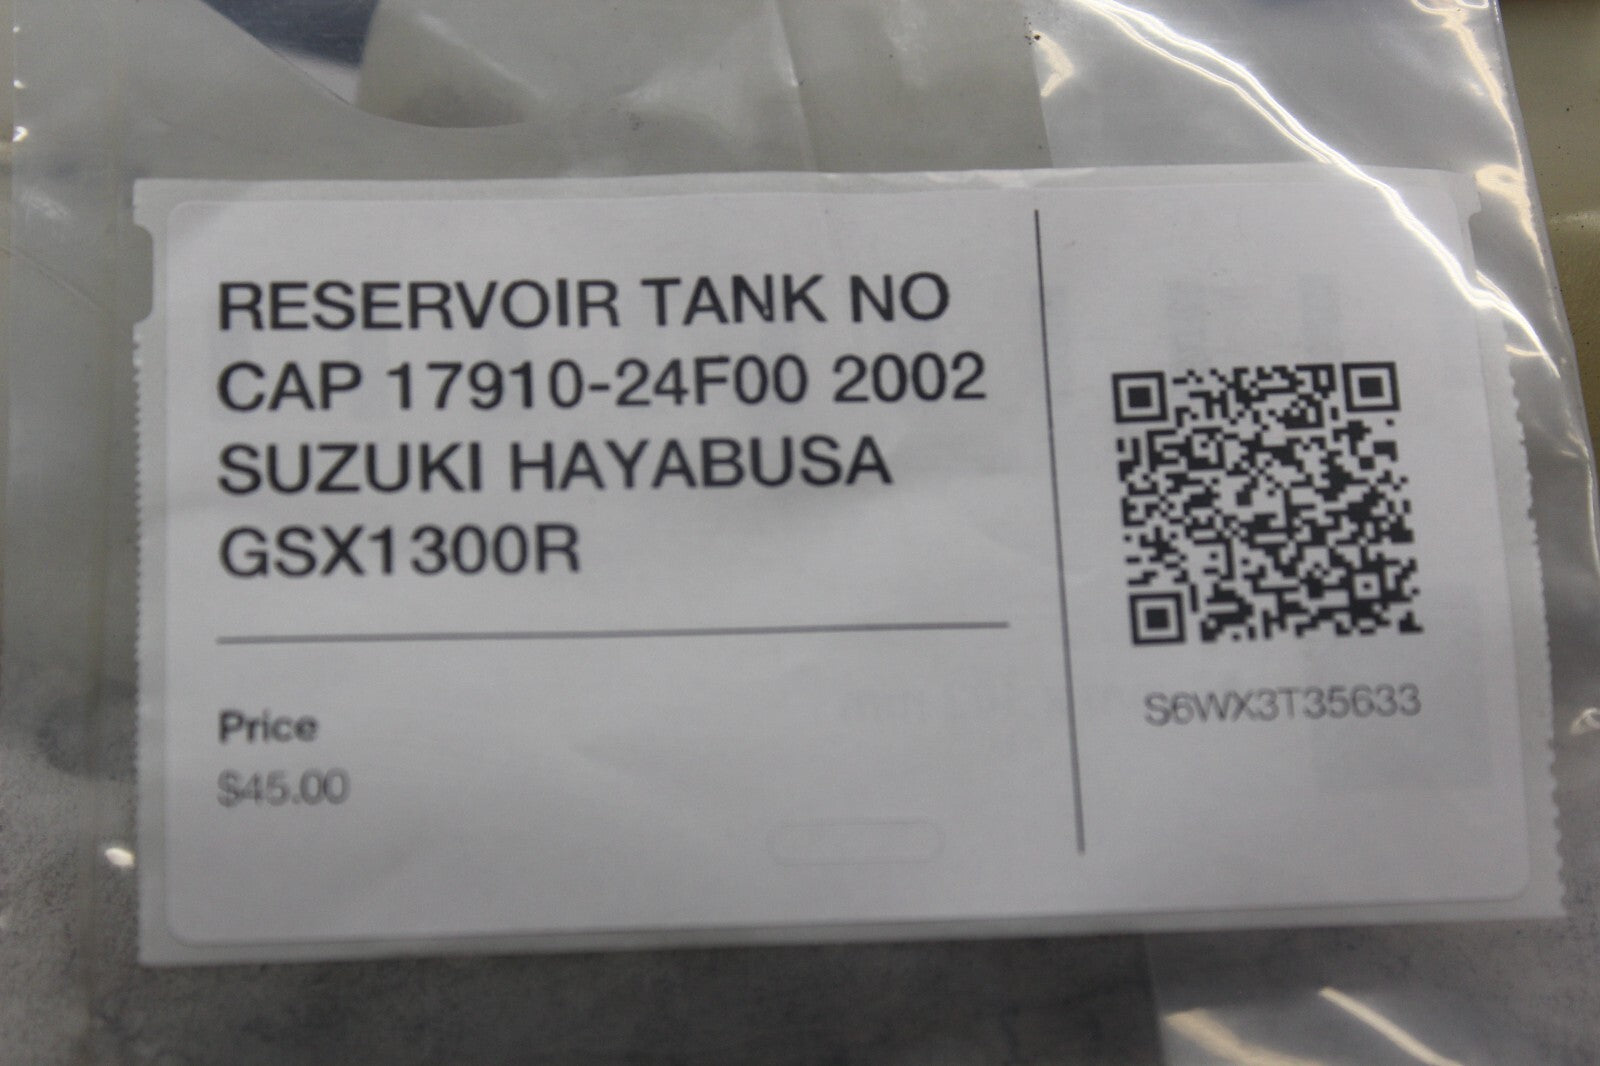 RESERVOIR TANK NO
CAP 17910-24F00 2002
SUZUKI HAYABUSA
GSX1300R
Price
$45.00
S6WX3T35633